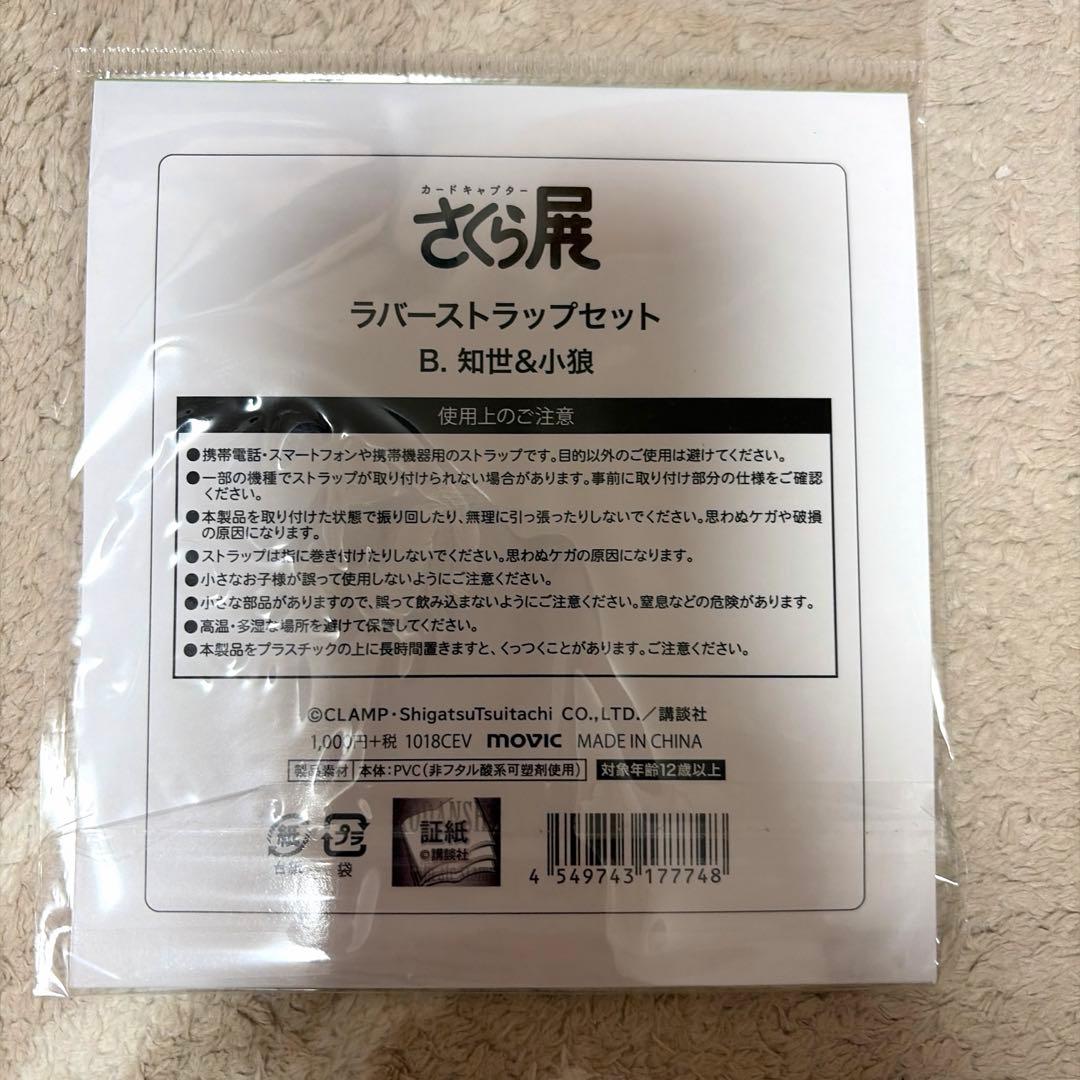 カードキャプター
さくら展
ラバーストラップセット
B. 知世&小狼
使用上のご注意
●携帯電話・スマートフォンや携帯機器用のストラップです。目的以外のご使用は避けてください。
●一部の機種でストラップが取り付けられない場合があります。事前に取り付け部分の仕様をご確認
ください。
●本製品を取り付けた状態で振り回したり、無理に引っ張ったりしないでください。思わぬケガや破損
の原因になります。
●ストラップは指に巻き付けたりしないでください。思わぬケガの原因になります。
●小さなお子様が誤って使用しないようにご注意ください。
●小さな部品がありますので、誤って飲み込まないようにご注意ください。窒息などの危険があります。
●高温・多湿な場所を避けて保管してください。
●本製品をプラスチックの上に長時間置きますと、くっつくことがあります。ご注意ください。
©CLAMP・ShigatsuTsuitachi CO.,LTD.／講談社
1,000円+税 1018CEV movic MADE IN CHINA
製品素材 本体:PVC(非フタル酸系可塑剤使用) 対象年齢12歳以上
紙 プラ
台紙 袋
KODANSHA
証紙
©講談社
4 549743 177748